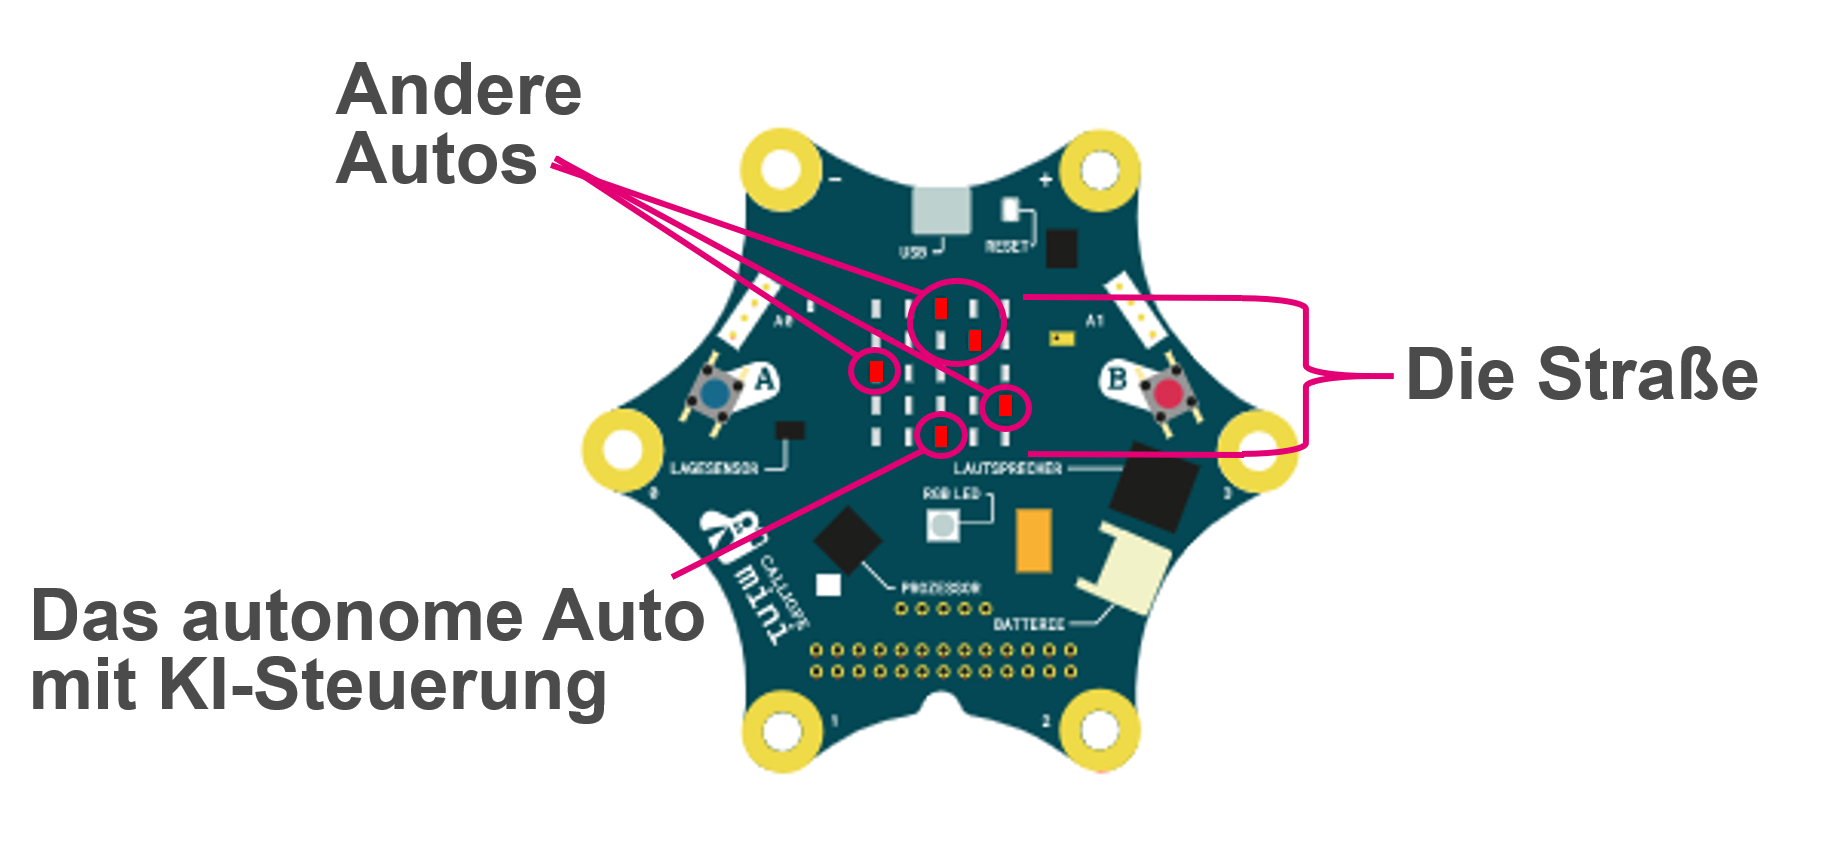 Andere
Autos
- +
USB
RESET
A0
A1
A
B
Die Straße
LAGESENSOR
LAUTSPRECHER
0
3
RGB LED
CALLIOPE
mini
PROZESSOR
BATTERIE
Das autonome Auto
mit KI-Steuerung
1
2